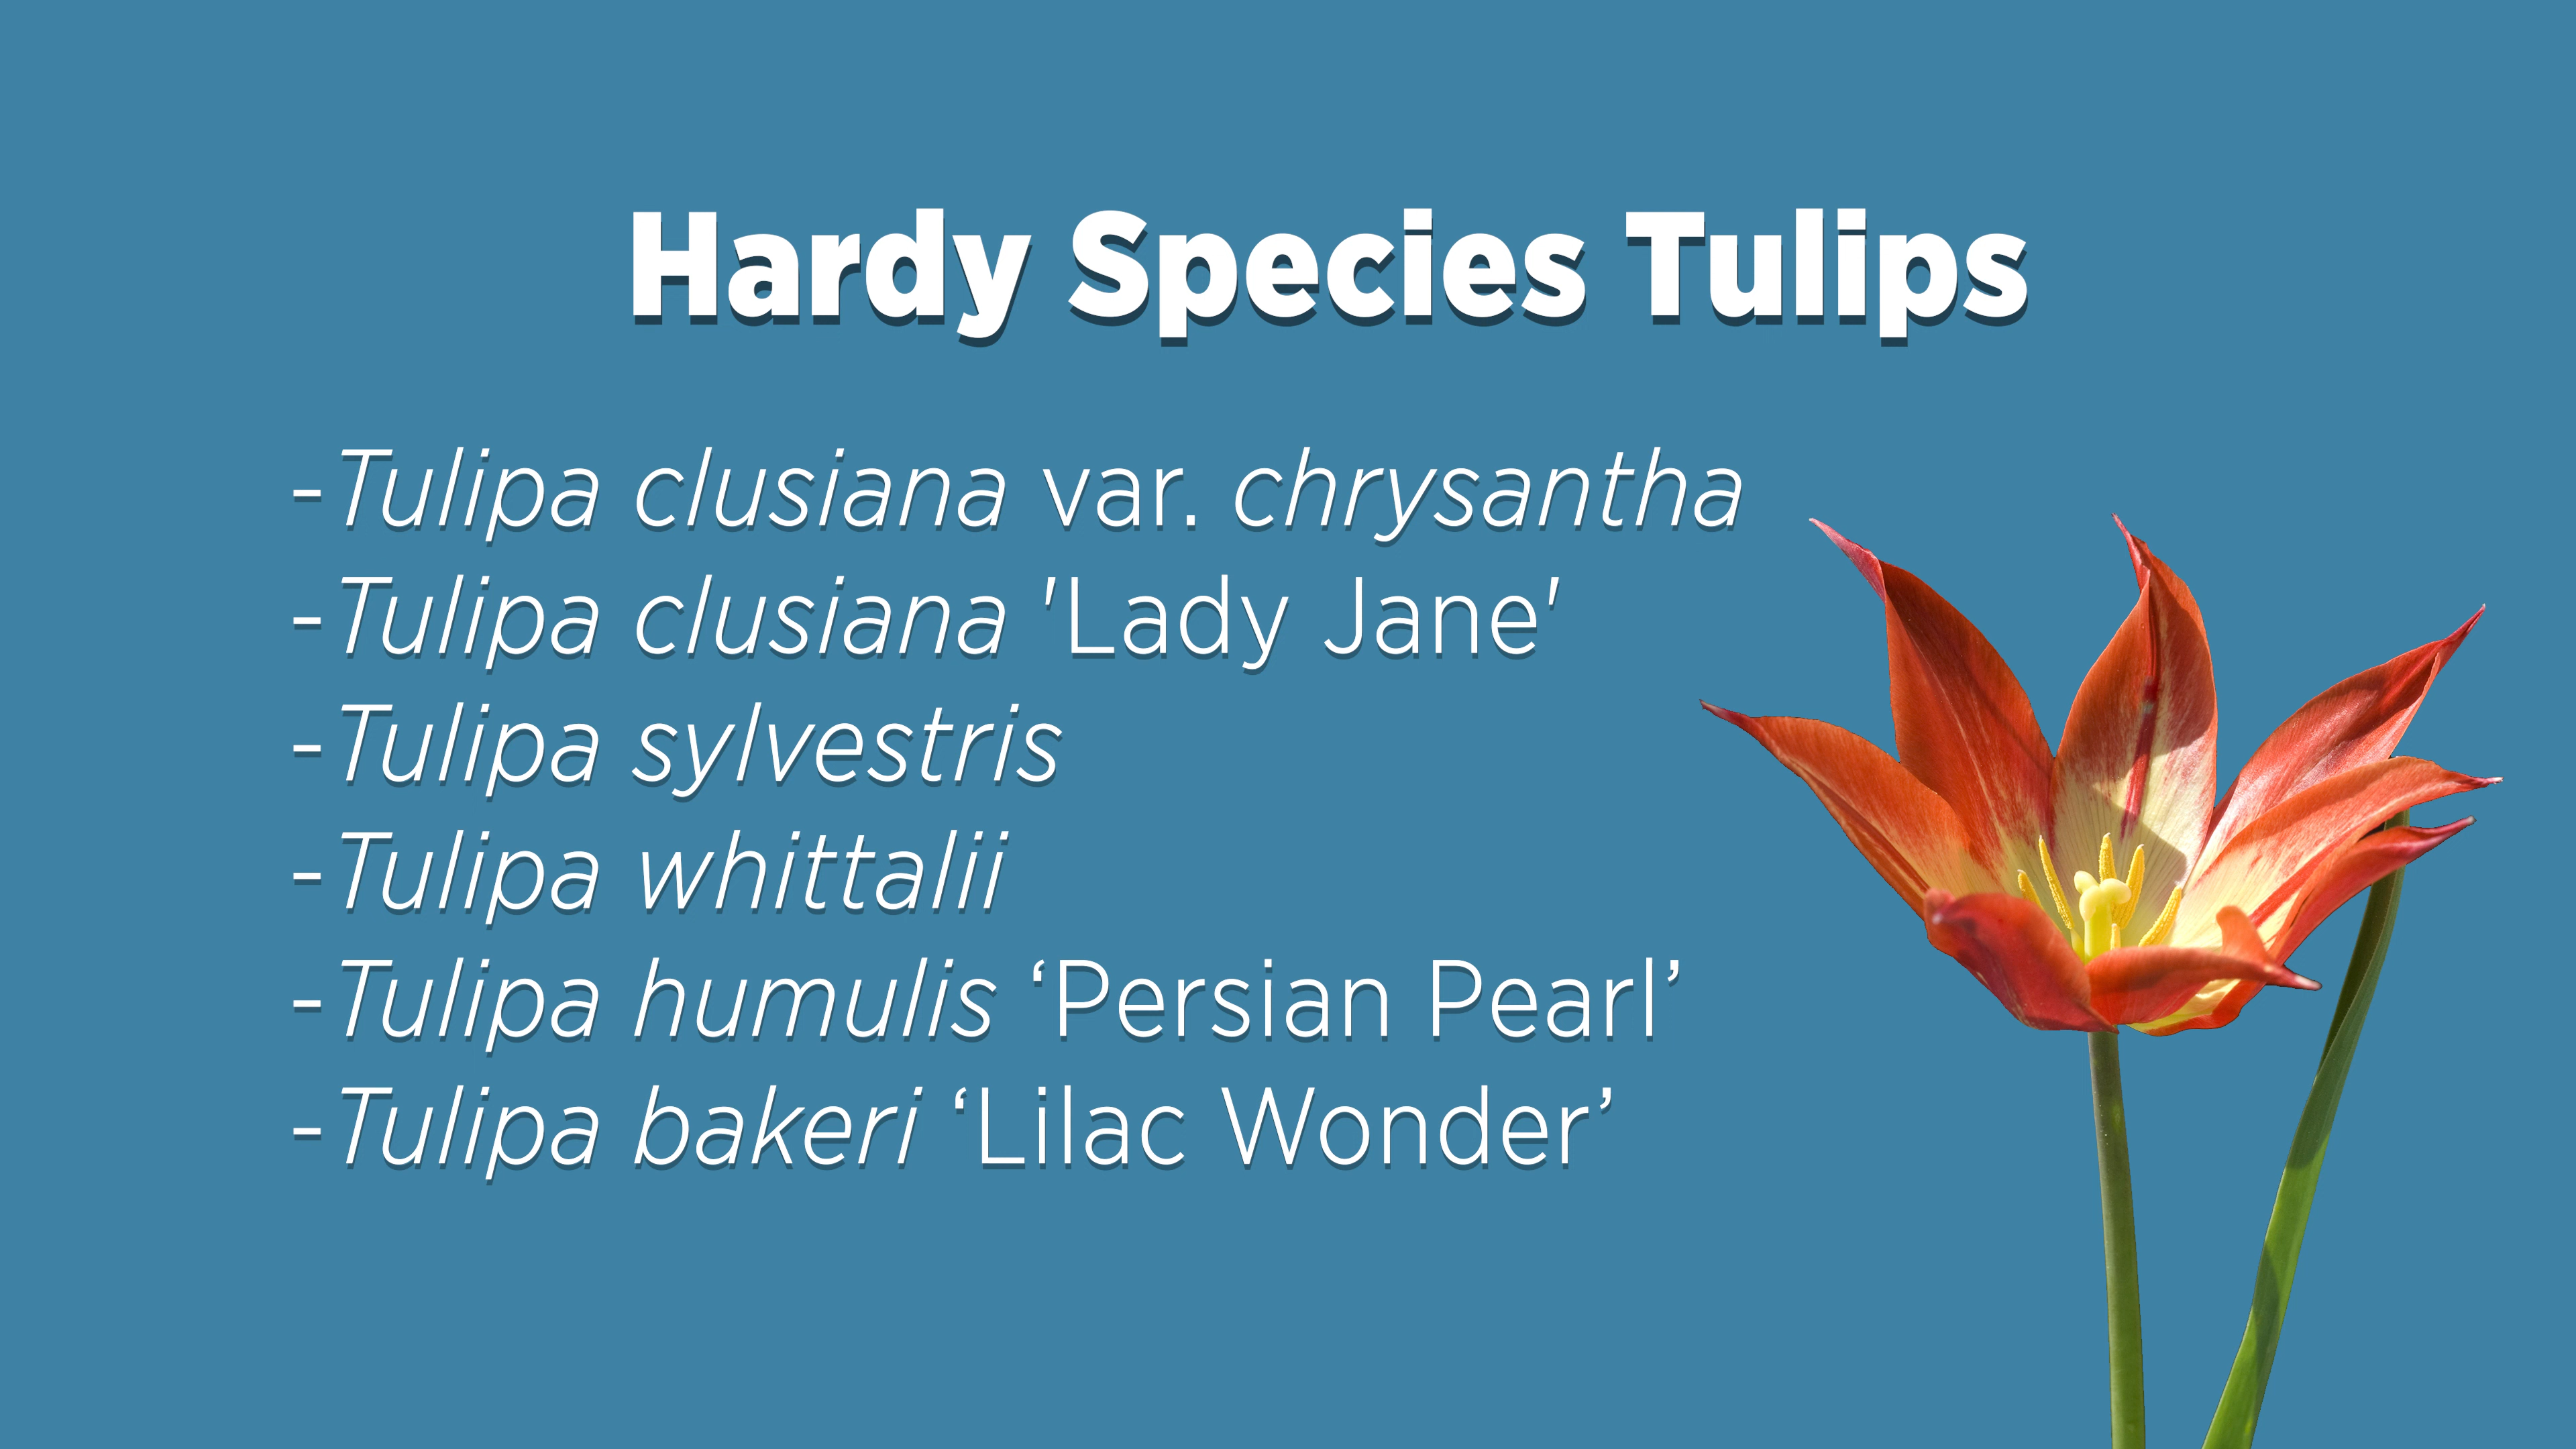 Hardy Species Tulips
-Tulipa clusiana var. chrysantha
-Tulipa clusiana 'Lady Jane'
-Tulipa sylvestris
-Tulipa whittalii
-Tulipa humulis ‘Persian Pearl’
-Tulipa bakeri ‘Lilac Wonder’